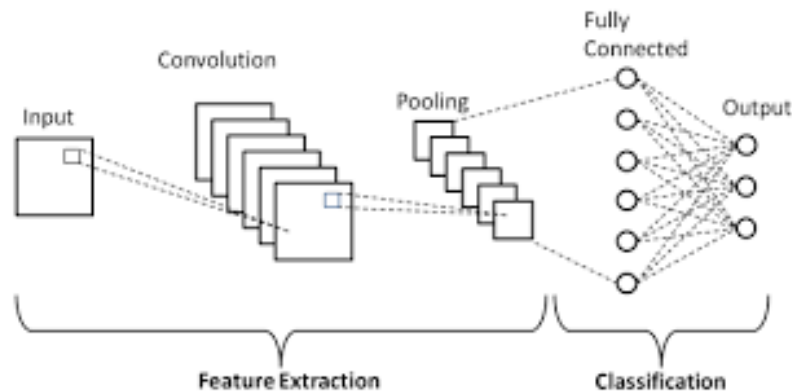 Fully
Connected
Convolution
Pooling
Input
Output
Feature Extraction
Classification